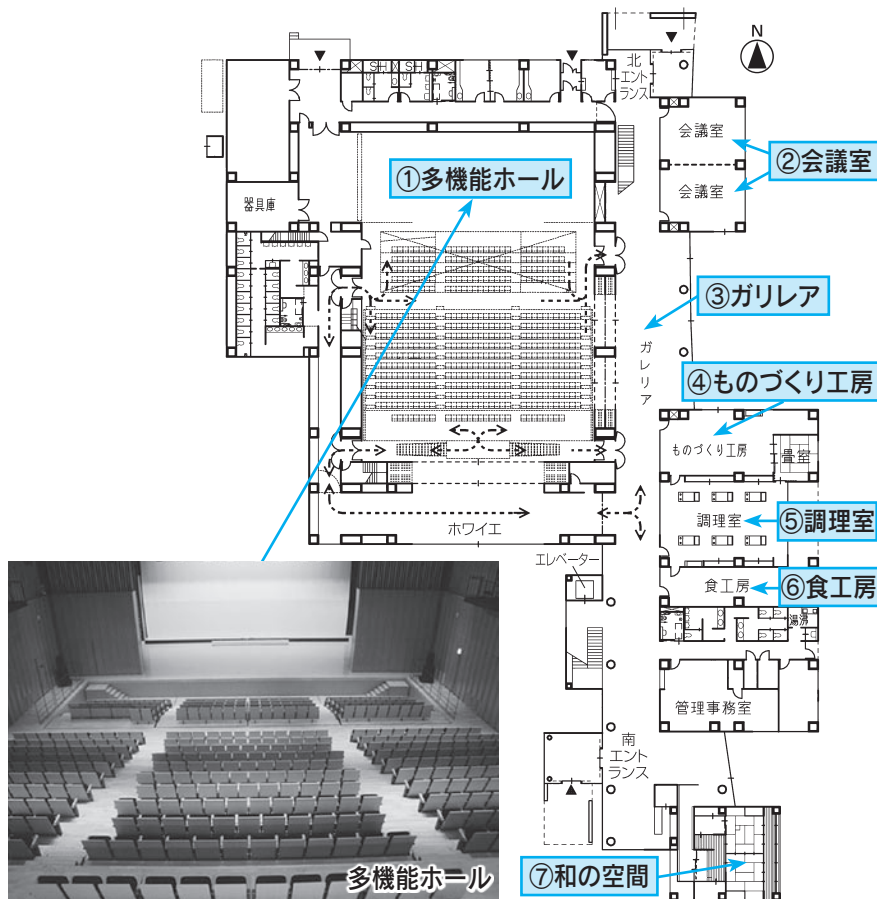 N
北
エント
ランス
SH
SH
会議室
②会議室
会議室
①多機能ホール
器具庫
③ガリレア
ガレリア
④ものづくり工房
ものづくり工房
畳室
調理室
⑤調理室
ホワイエ
エレベーター
食工房
⑥食工房
管理事務室
南
エント
ランス
⑦和の空間
多機能ホール